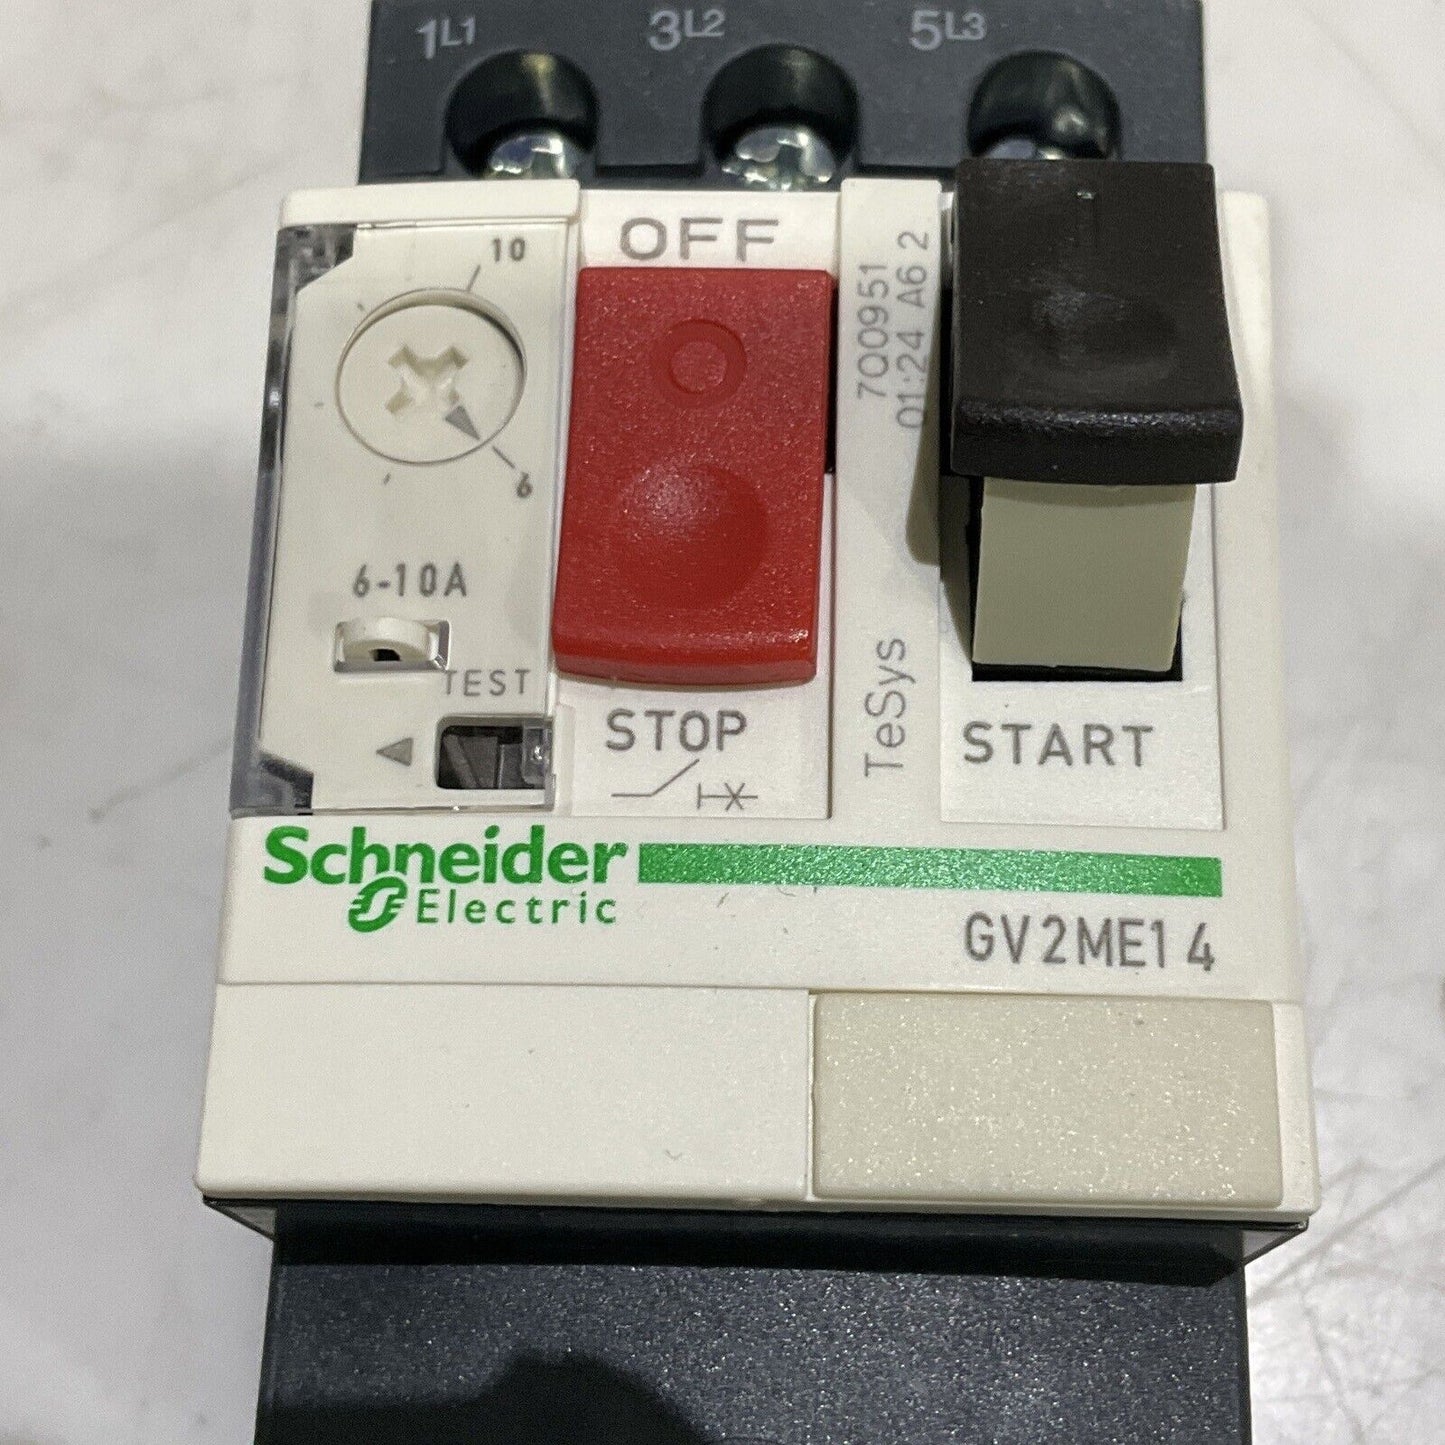 1L1 3L2 5L3
OFF
10
6
6-10A
TEST
STOP
7Q0951
01:24 A6 2
TeSys
START
Schneider
Electric
GV2ME14